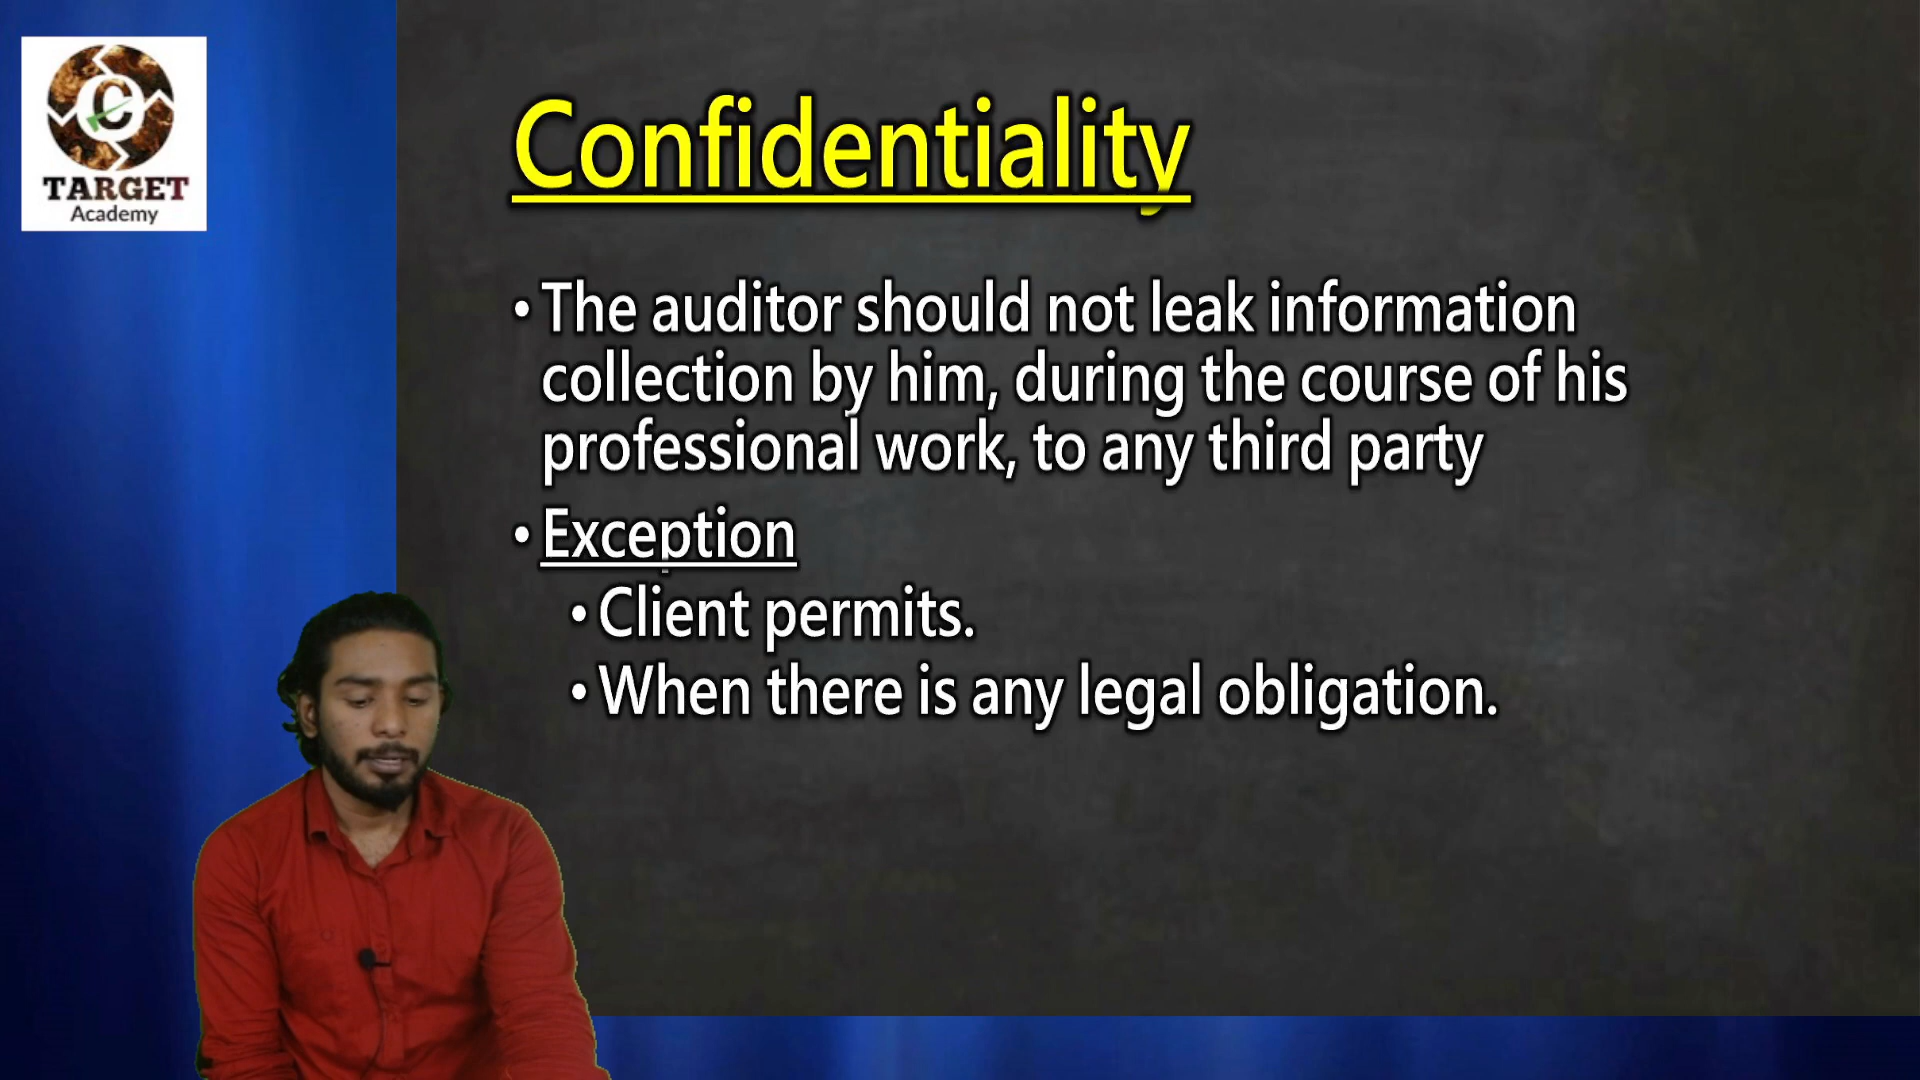 C
TARGET
Academy
Confidentiality
• The auditor should not leak information
collection by him, during the course of his
professional work, to any third party
• Exception
• Client permits.
• When there is any legal obligation.